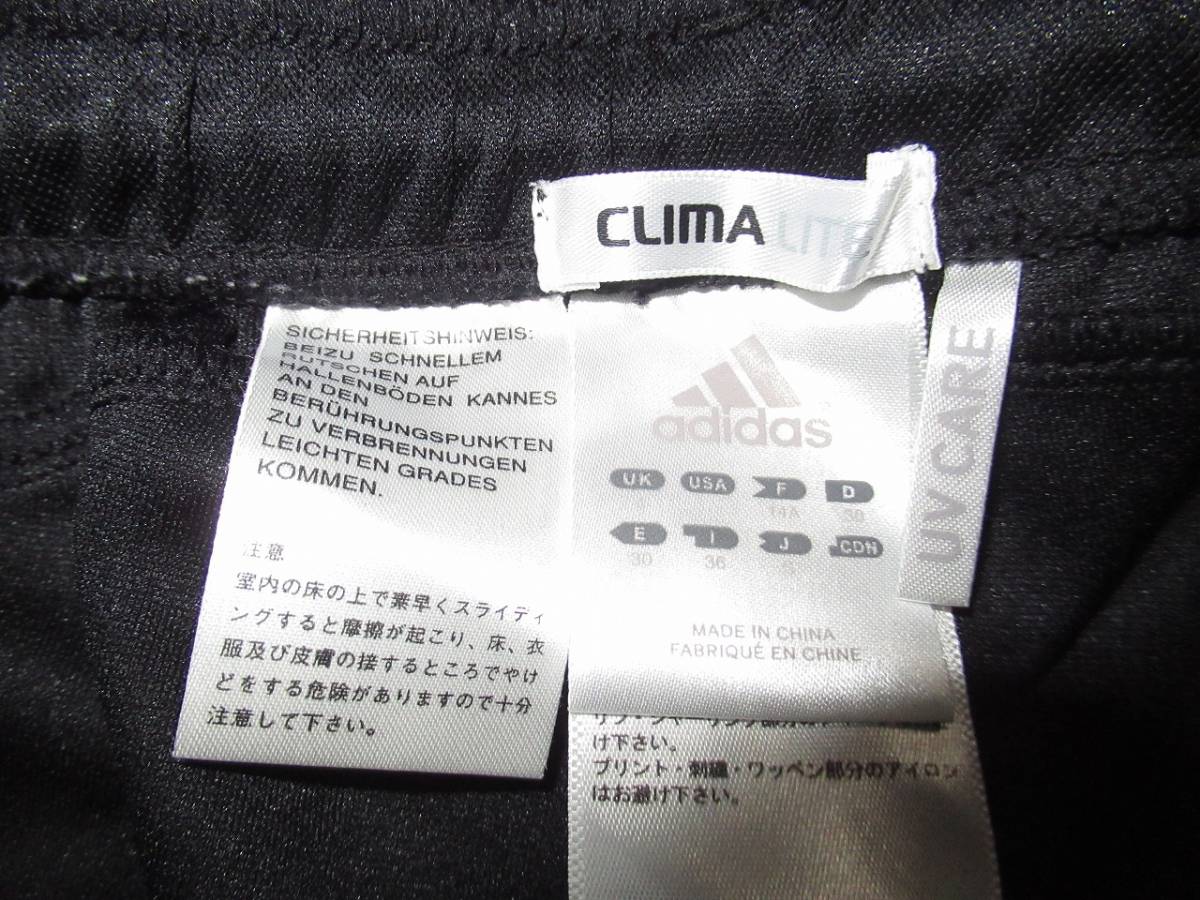 CLIMA LITE
SICHERHEITSHINWEIS:
BEIZU SCHNELLEM
RUTSCHEN AUF
HALLENBÖDEN KANNES
AN DEN
BERÜHRUNGSPUNKTEN
ZU VERBRENNUNGEN
LEICHTEN GRADES
KOMMEN.
注意
室内の床の上で素早くスライディ
ングすると摩擦が起こり、床、衣
服及び皮膚の接するところでやけ
どをする危険がありますので十分
注意して下さい。
adidas
UK USA F D
14A 30
E I J CDN
30 36
MADE IN CHINA
FABRIQUÉ EN CHINE
け下さい。
プリント・刺繍・ワッペン部分のアイロン
はお避け下さい。
UV CARE